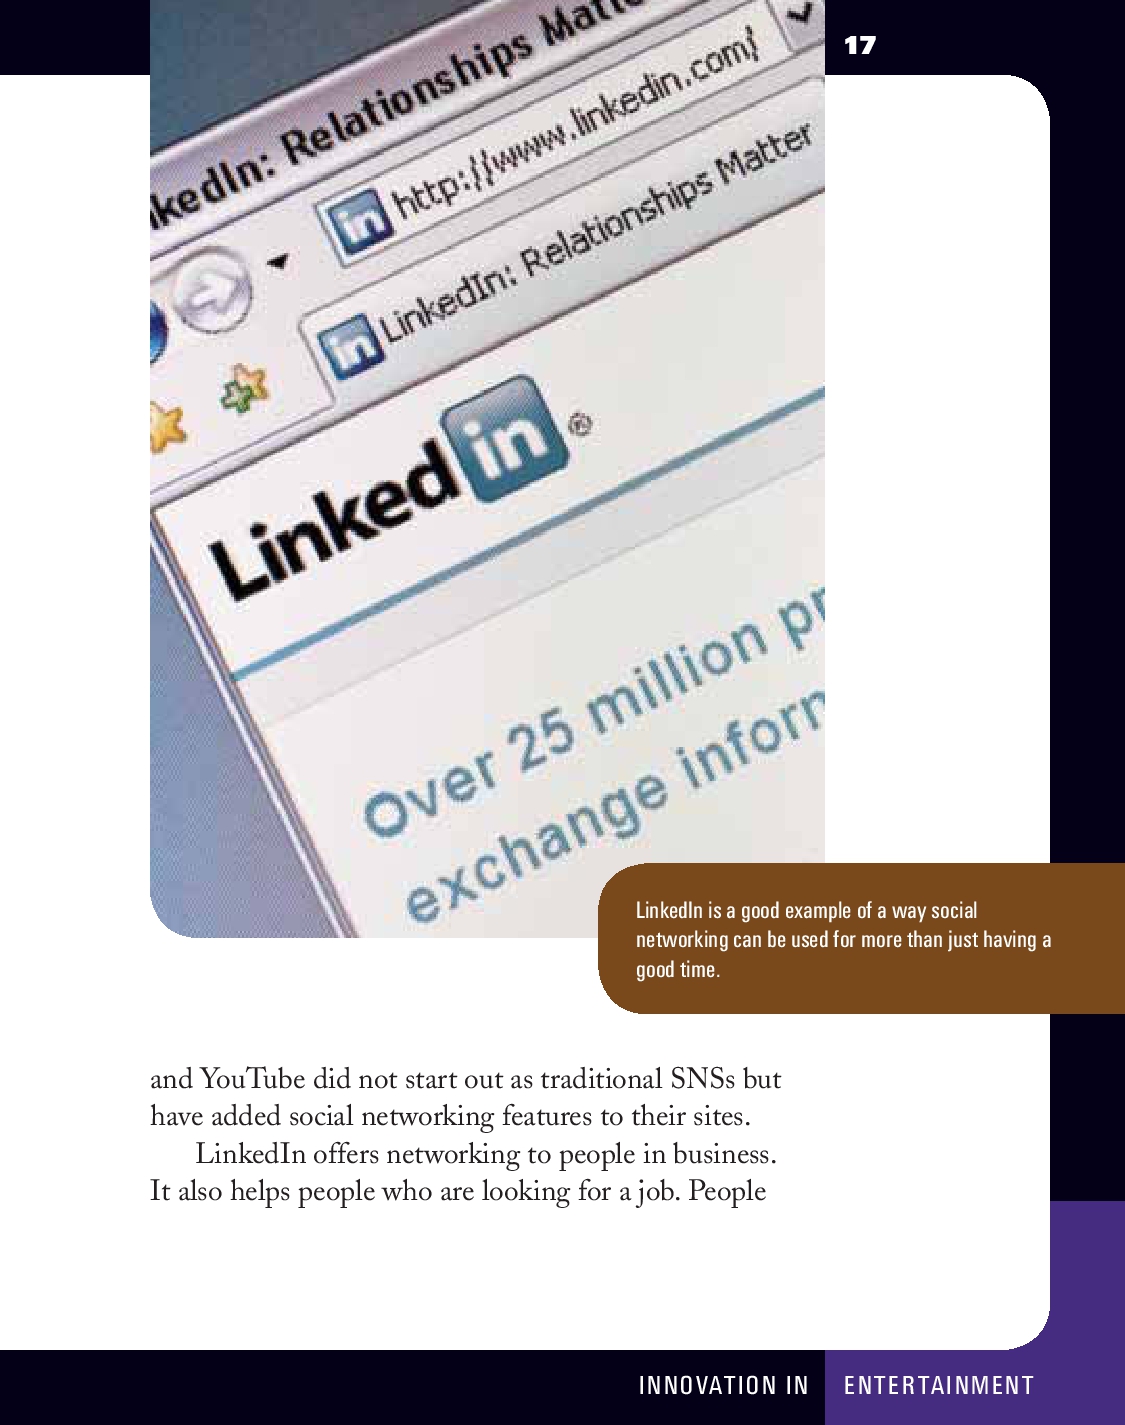 17
kedIn: Relationships Matte
http://www.linkedin.com/
LinkedIn: Relationships Matter
Linked in ®
Over 25 million pr
exchange inforn
LinkedIn is a good example of a way social
networking can be used for more than just having a
good time.
and YouTube did not start out as traditional SNSs but
have added social networking features to their sites.
LinkedIn offers networking to people in business.
It also helps people who are looking for a job. People
INNOVATION IN ENTERTAINMENT